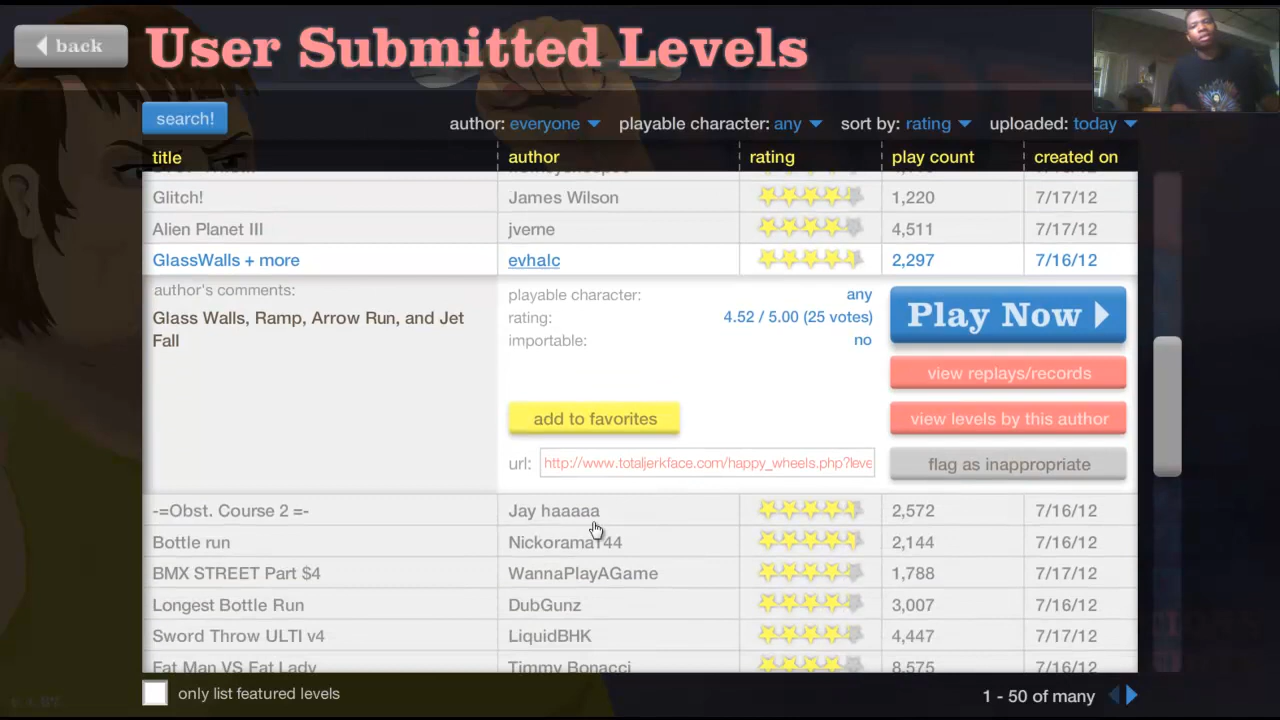 back
User Submitted Levels
search!
author: everyone
playable character: any
sort by: rating
uploaded: today
title author rating play count created on
Glitch! James Wilson 1,220 7/17/12
Alien Planet III jverne 4,511 7/17/12
GlassWalls + more evhalc 2,297 7/16/12
author's comments:
Glass Walls, Ramp, Arrow Run, and Jet
Fall
playable character: any
rating: 4.52 / 5.00 (25 votes)
importable: no
add to favorites
url: http://www.totaljerkface.com/happy_wheels.php?leve
Play Now
view replays/records
view levels by this author
flag as inappropriate
-=Obst. Course 2 =- Jay haaaaa 2,572 7/16/12
Bottle run 2,144 7/16/12
BMX STREET Part $4 WannaPlayAGame 1,788 7/17/12
Longest Bottle Run DubGunz 3,007 7/16/12
Sword Throw ULTI v4 LiquidBHK 4,447 7/17/12
Fat Man VS Fat Lady Timmy Bonacci 8,575 7/16/12
only list featured levels
1 - 50 of many